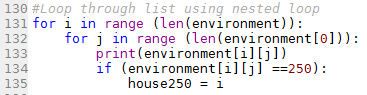 130 #Loop through list using nested loop
131 for i in range (len(environment)):
132     for j in range (len(environment[0])):
133         print(environment[i][j])
134         if (environment[i][j] ==250):
135             house250 = i